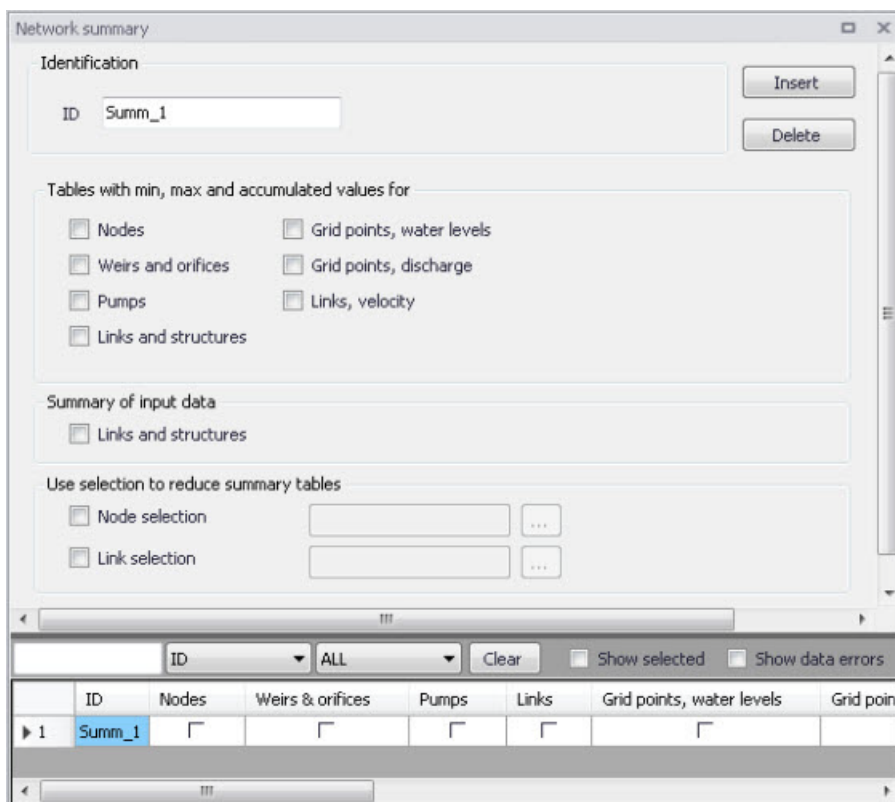 Network summary
Identification
Insert
ID Summ_1
Delete
Tables with min, max and accumulated values for
Nodes Grid points, water levels
Weirs and orifices Grid points, discharge
Pumps Links, velocity
Links and structures
Summary of input data
Links and structures
Use selection to reduce summary tables
Node selection ...
Link selection ...
ID ALL Clear Show selected Show data errors
ID Nodes Weirs & orifices Pumps Links Grid points, water levels Grid poin
1 Summ_1